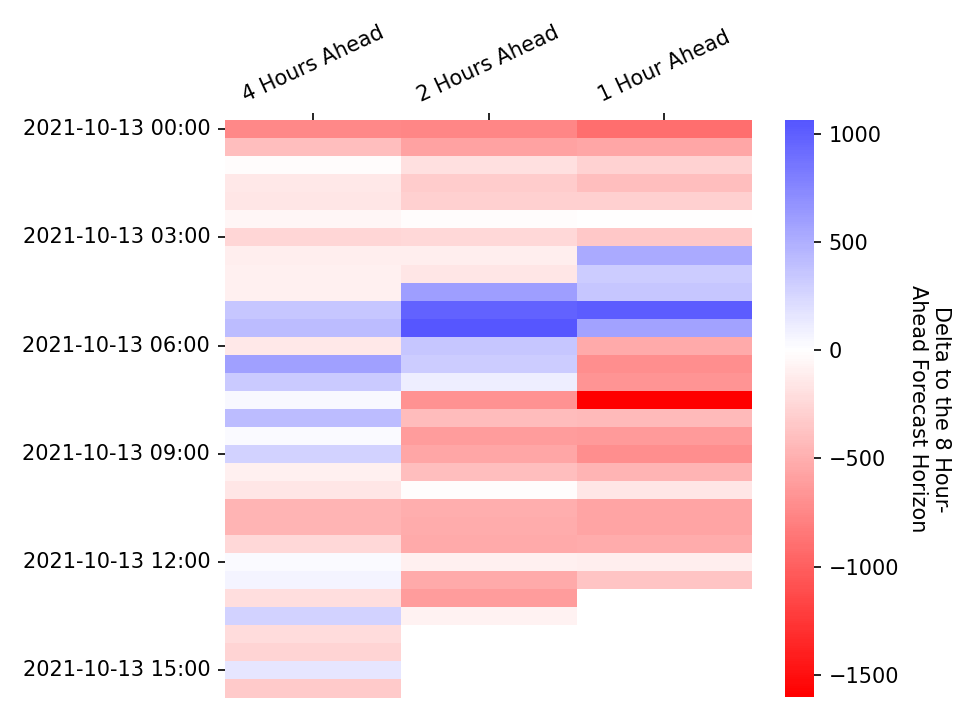 4 Hours Ahead
2 Hours Ahead
1 Hour Ahead
2021-10-13 00:00
2021-10-13 03:00
2021-10-13 06:00
2021-10-13 09:00
2021-10-13 12:00
2021-10-13 15:00
1000
500
0
−500
−1000
−1500
Delta to the 8 Hour-
Ahead Forecast Horizon